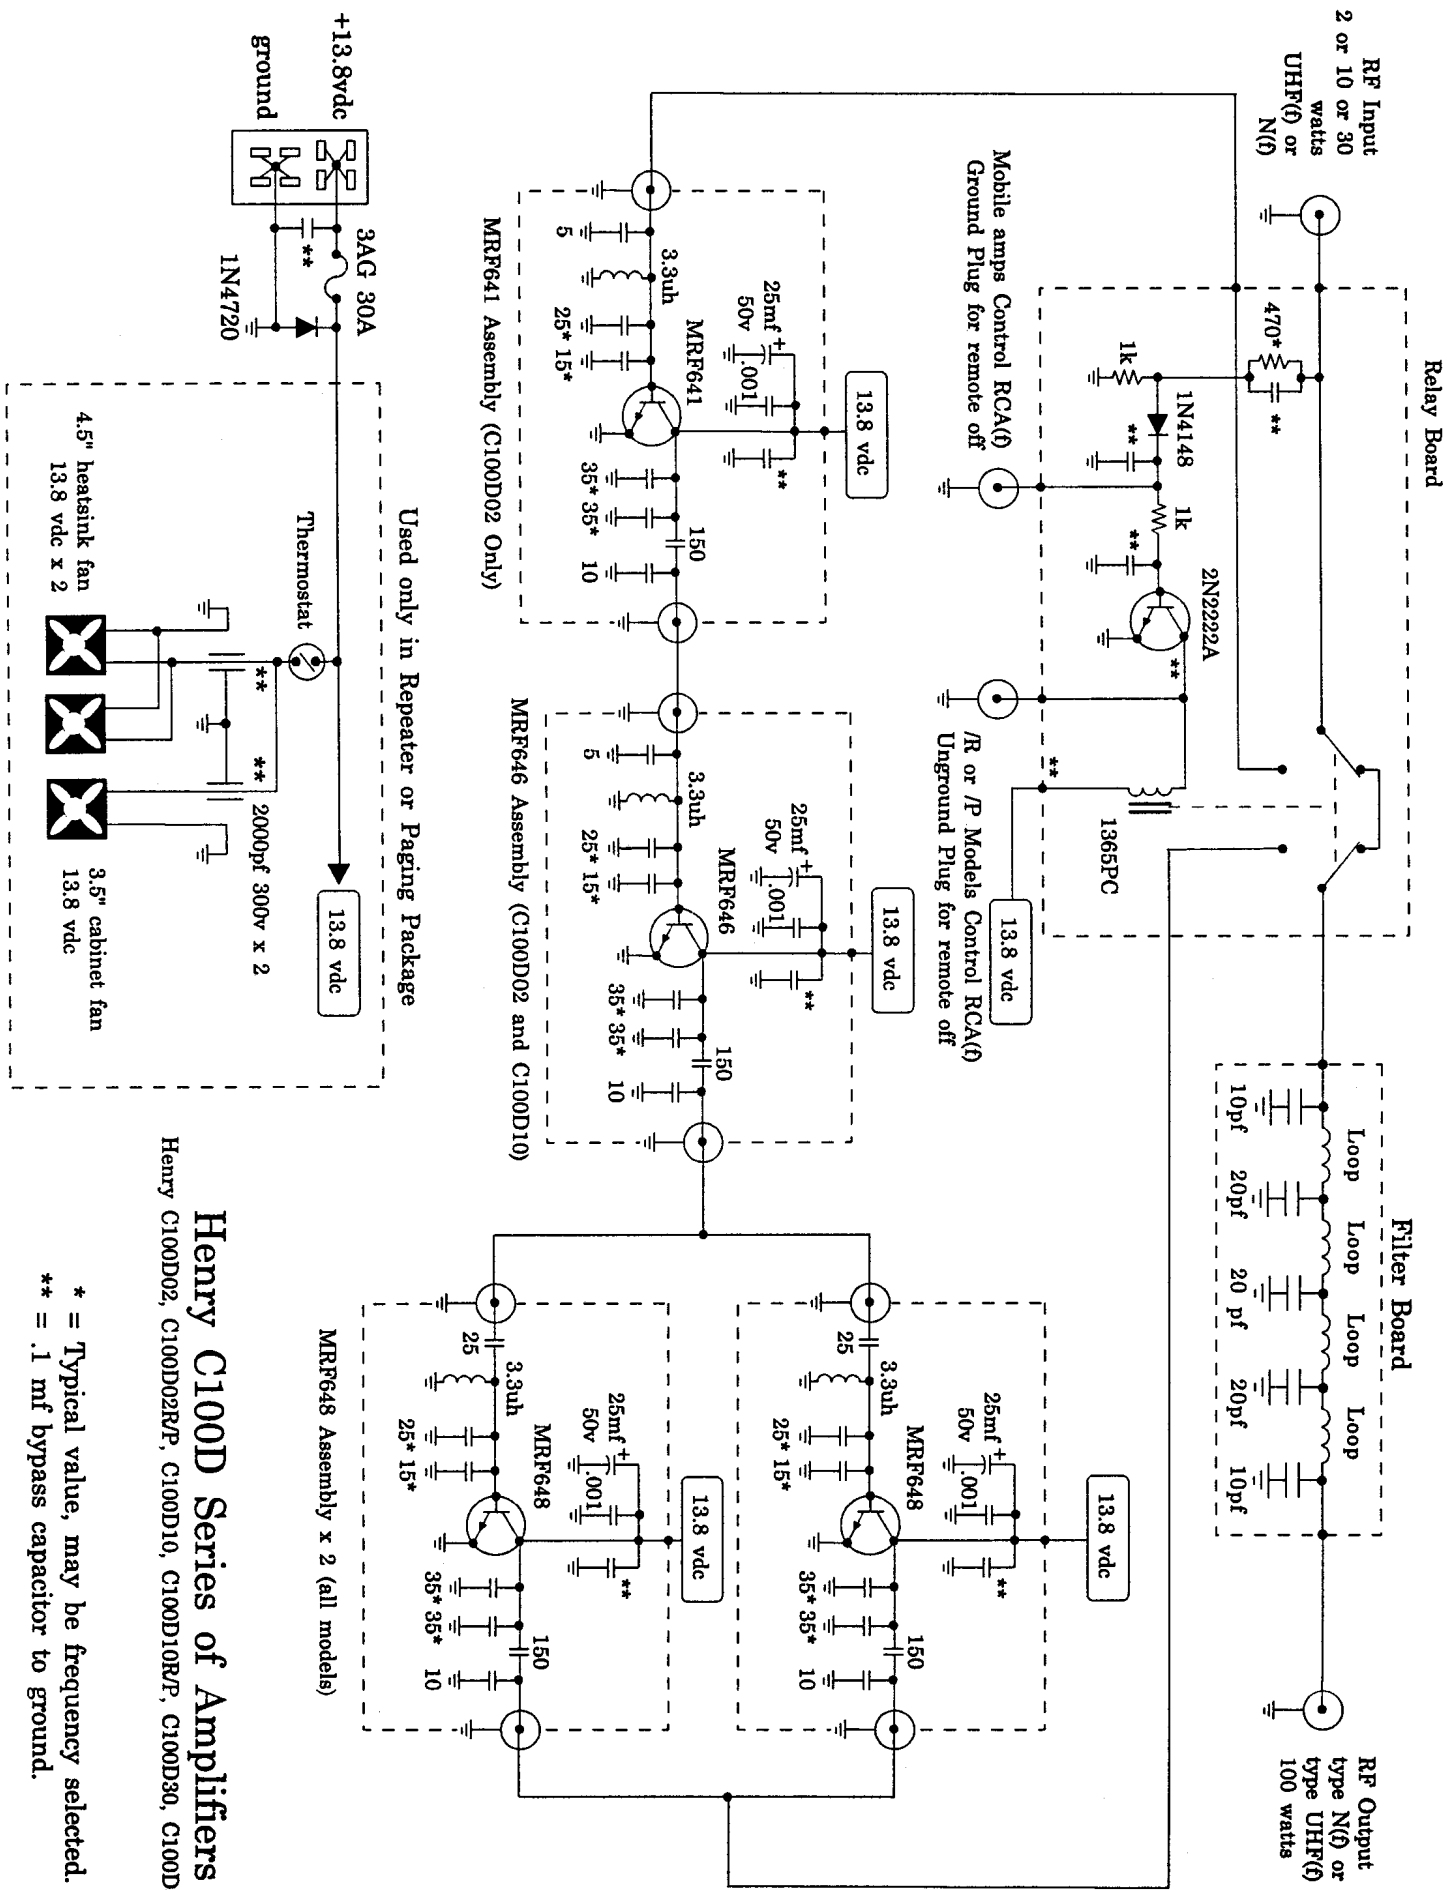 RF Input
2 or 10 or 30
watts
UHF(f) or
N(f)
Relay Board
470*
**
1k
1N4148
**
1k
**
2N2222A
**
**
1365PC
13.8 vdc
Mobile amps Control RCA(f)
Ground Plug for remote off
/R or /P Models Control RCA(f)
Unground Plug for remote off
Filter Board
Loop
Loop
Loop
Loop
10pf
20pf
20 pf
20pf
10pf
RF Output
type N(f) or
type UHF(f)
100 watts
13.8 vdc
25mf +
50v
.001
**
MRF641
3.3uh
5
25* 15*
35* 35*
150
10
MRF641 Assembly (C100D02 Only)
13.8 vdc
25mf +
50v
.001
**
MRF646
3.3uh
5
25* 15*
35* 35*
150
10
MRF646 Assembly (C100D02 and C100D10)
13.8 vdc
25mf +
50v
.001
**
MRF648
3.3uh
25
25* 15*
35* 35*
150
10
13.8 vdc
25mf +
50v
.001
**
MRF648
3.3uh
25
25* 15*
35* 35*
150
10
MRF648 Assembly x 2 (all models)
+13.8vdc
ground
3AG 30A
**
1N4720
Used only in Repeater or Paging Package
Thermostat
13.8 vdc
**
** 2000pf 300v x 2
4.5" heatsink fan
13.8 vdc x 2
3.5" cabinet fan
13.8 vdc
Henry C100D Series of Amplifiers
Henry C100D02, C100D02R/P, C100D10, C100D10R/P, C100D30, C100D
* = Typical value, may be frequency selected.
** = .1 mf bypass capacitor to ground.